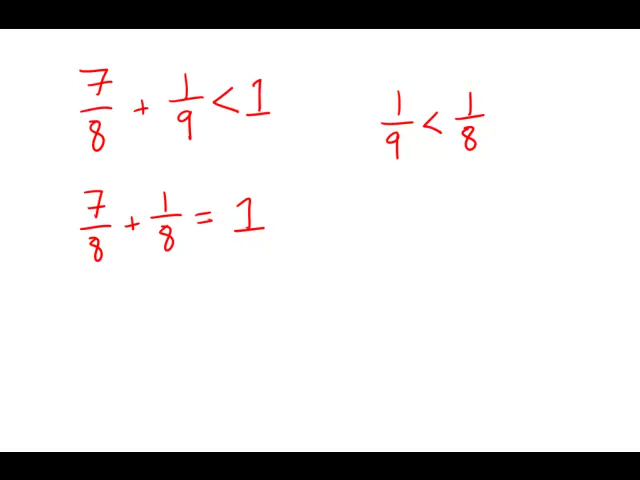 7/8 + 1/9 < 1
1/9 < 1/8
7/8 + 1/8 = 1